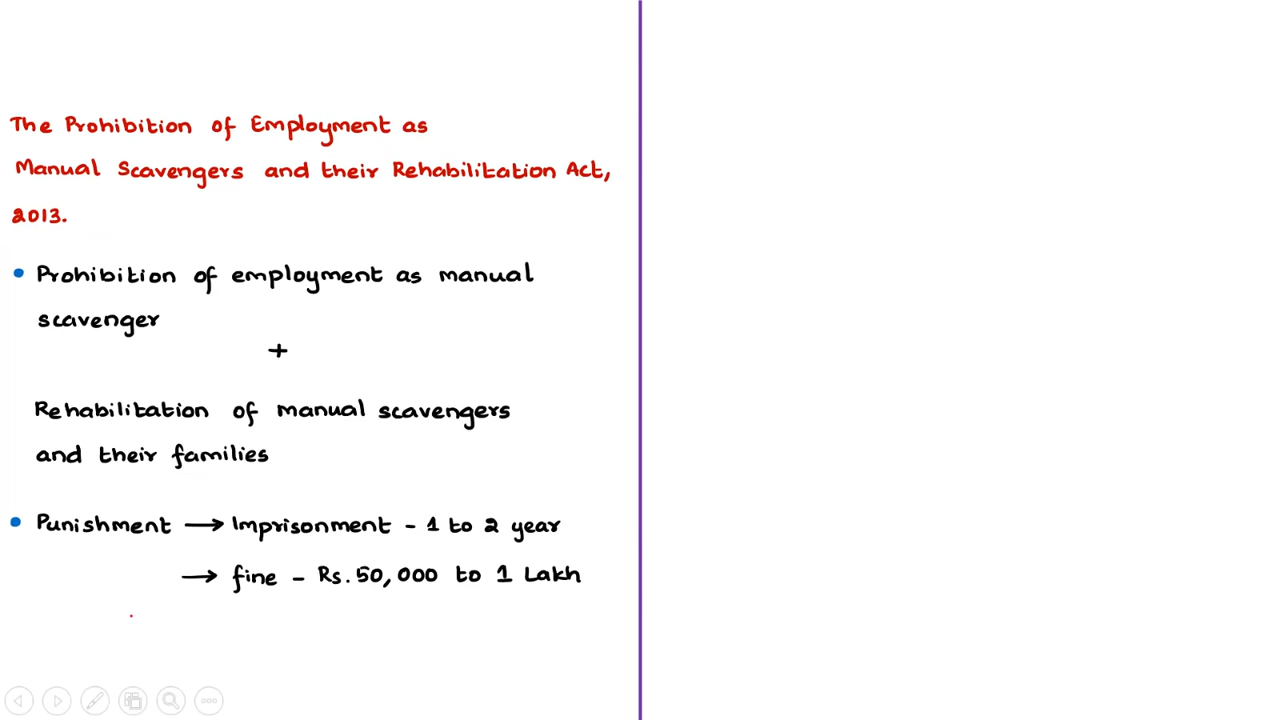 The Prohibition of Employment as
Manual Scavengers and their Rehabilitation Act,
2013.
• Prohibition of employment as manual
scavenger
+
Rehabilitation of manual scavengers
and their families
• Punishment → Imprisonment - 1 to 2 year
→ fine - Rs. 50,000 to 1 Lakh